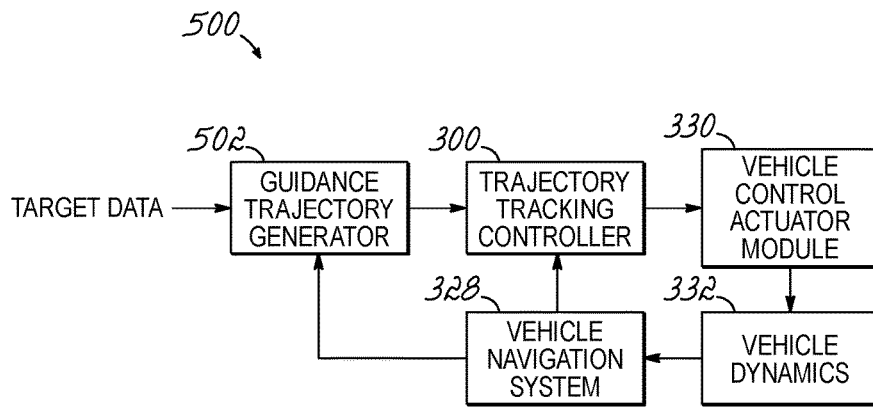 500
502
300
330
TARGET DATA
GUIDANCE
TRAJECTORY
GENERATOR
TRAJECTORY
TRACKING
CONTROLLER
VEHICLE
CONTROL
ACTUATOR
MODULE
328
332
VEHICLE
NAVIGATION
SYSTEM
VEHICLE
DYNAMICS